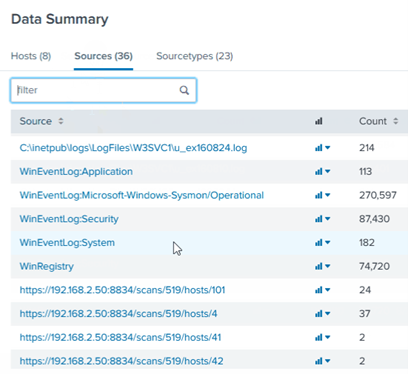 Data Summary
Hosts (8) Sources (36) Sourcetypes (23)
filter
Source Count
C:\inetpub\logs\LogFiles\W3SVC1\u_ex160824.log 214
WinEventLog:Application 113
WinEventLog:Microsoft-Windows-Sysmon/Operational 270,597
WinEventLog:Security 87,430
WinEventLog:System 182
WinRegistry 74,720
https://192.168.2.50:8834/scans/519/hosts/101 24
https://192.168.2.50:8834/scans/519/hosts/4 37
https://192.168.2.50:8834/scans/519/hosts/41 2
https://192.168.2.50:8834/scans/519/hosts/42 2